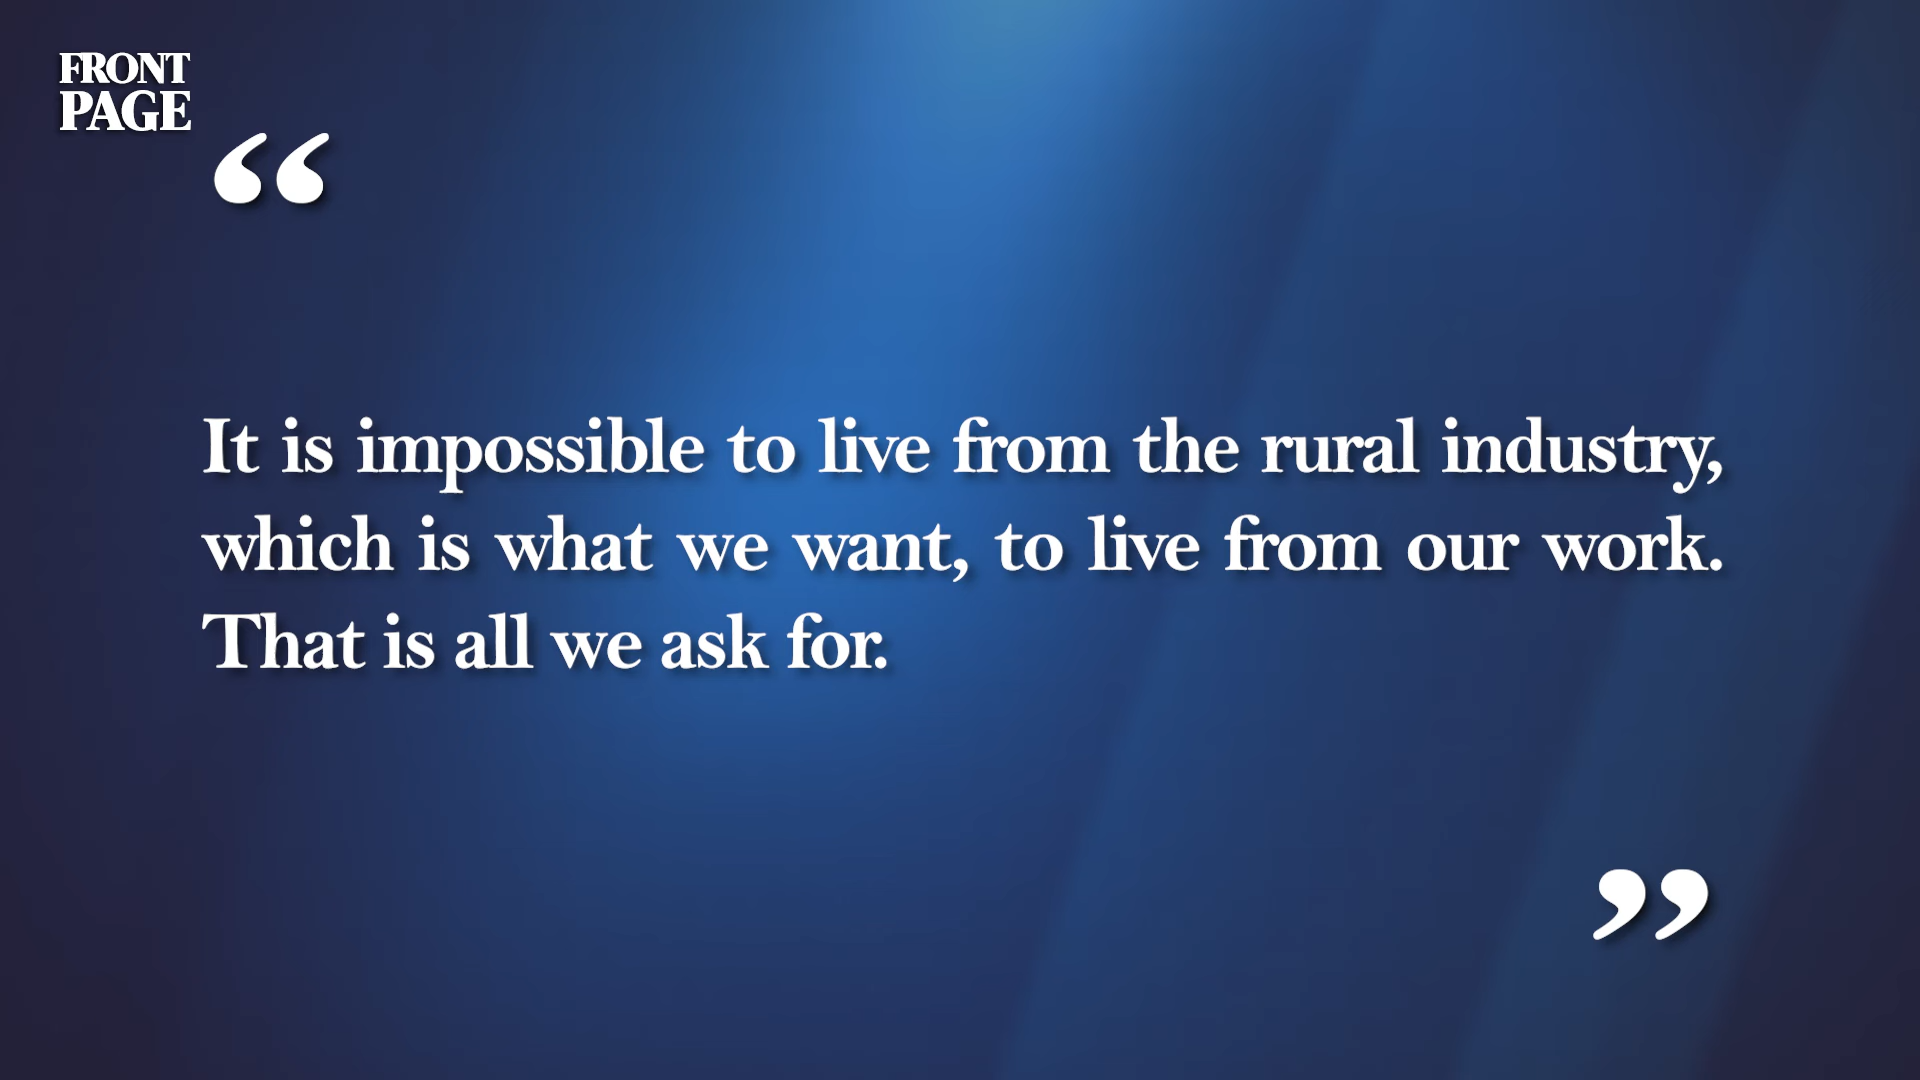 FRONT
PAGE
“
It is impossible to live from the rural industry,
which is what we want, to live from our work.
That is all we ask for.
”